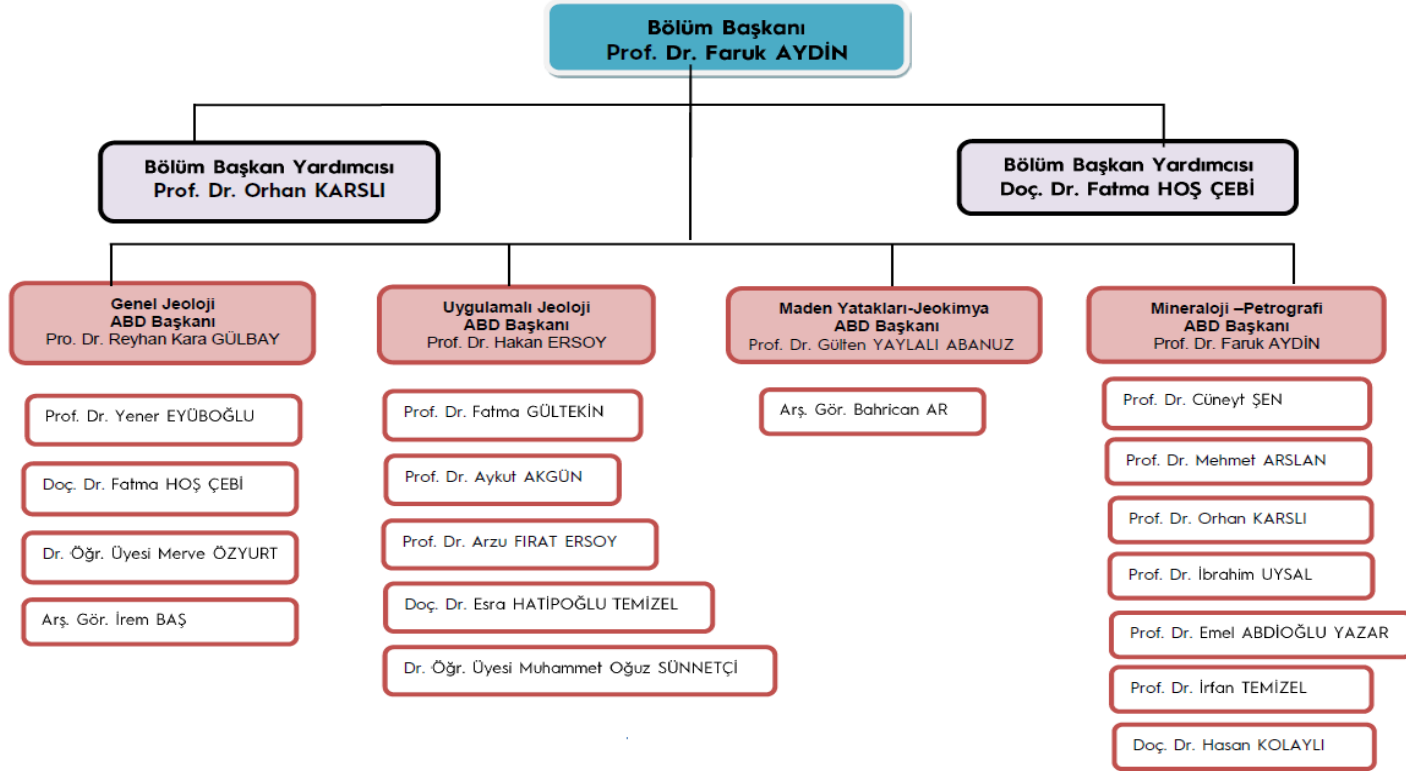 Bölüm Başkanı
Prof. Dr. Faruk AYDİN
Bölüm Başkan Yardımcısı
Prof. Dr. Orhan KARSLI
Bölüm Başkan Yardımcısı
Doç. Dr. Fatma HOŞ ÇEBİ
Genel Jeoloji
ABD Başkanı
Pro. Dr. Reyhan Kara GÜLBAY
Prof. Dr. Yener EYÜBOĞLU
Doç. Dr. Fatma HOŞ ÇEBİ
Dr. Öğr. Üyesi Merve ÖZYURT
Arş. Gör. İrem BAŞ
Uygulamalı Jeoloji
ABD Başkanı
Prof. Dr. Hakan ERSOY
Prof. Dr. Fatma GÜLTEKİN
Prof. Dr. Aykut AKGÜN
Prof. Dr. Arzu FIRAT ERSOY
Doç. Dr. Esra HATİPOĞLU TEMİZEL
Dr. Öğr. Üyesi Muhammet Oğuz SÜNNETÇİ
Maden Yatakları-Jeokimya
ABD Başkanı
Prof. Dr. Gülten YAYLALI ABANUZ
Arş. Gör. Bahrican AR
Mineraloji –Petrografi
ABD Başkanı
Prof. Dr. Faruk AYDİN
Prof. Dr. Cüneyt ŞEN
Prof. Dr. Mehmet ARSLAN
Prof. Dr. Orhan KARSLI
Prof. Dr. İbrahim UYSAL
Prof. Dr. Emel ABDİOĞLU YAZAR
Prof. Dr. İrfan TEMİZEL
Doç. Dr. Hasan KOLAYLI